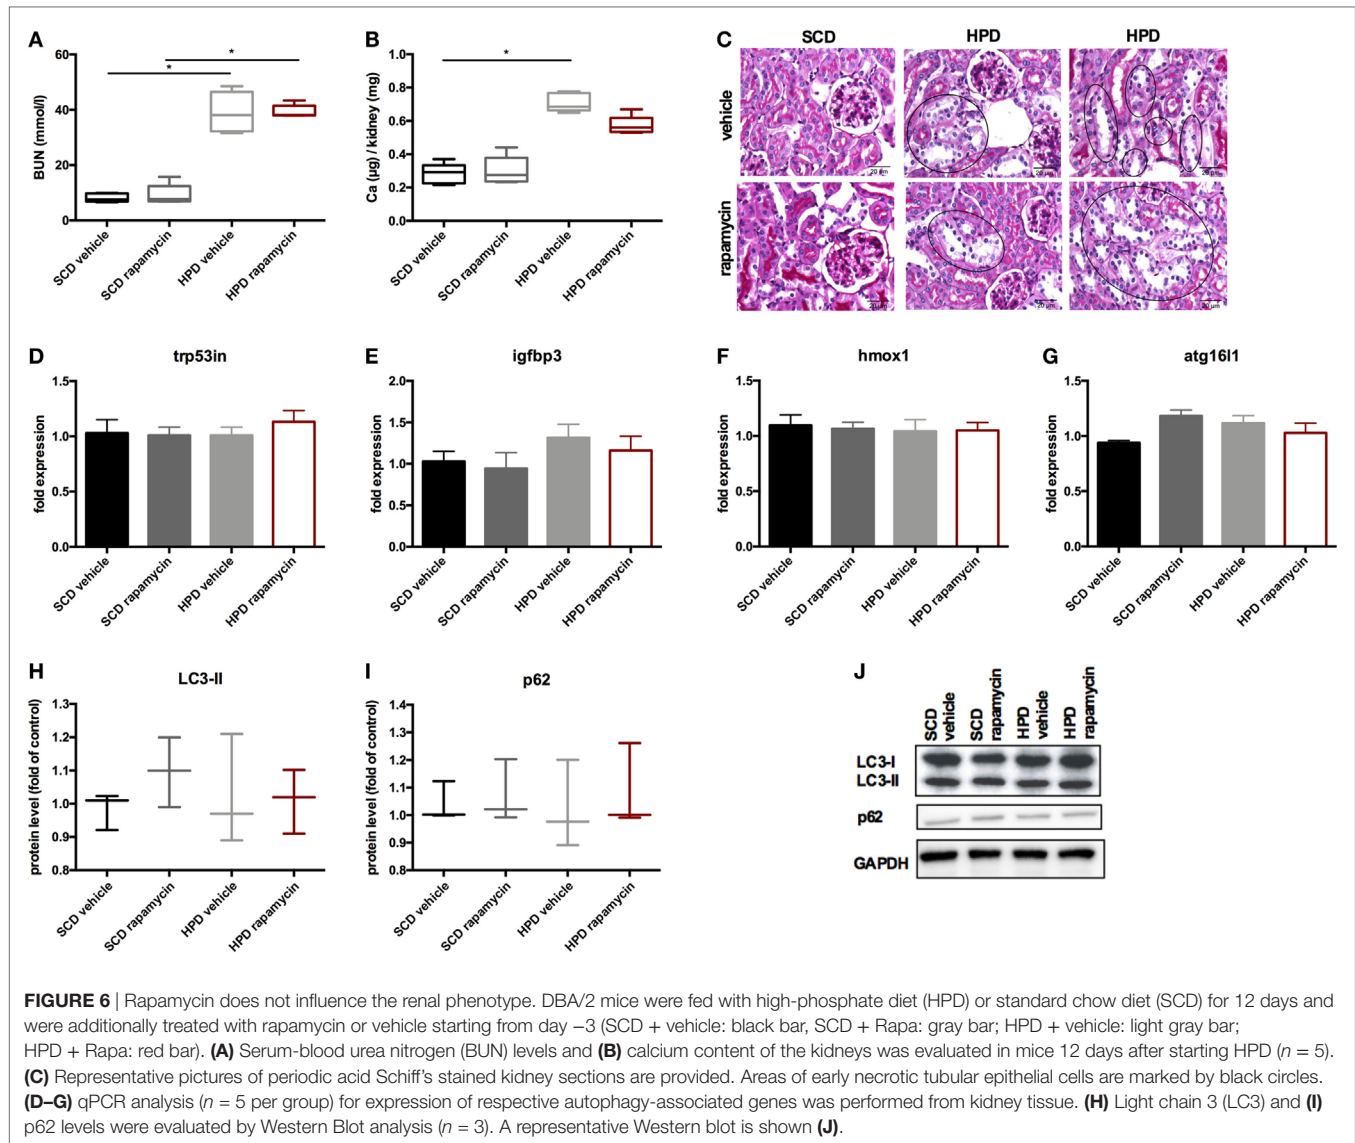 A
BUN (mmol/l)
60
40
20
0
*
*
SCD vehicle
SCD rapamycin
HPD vehicle
HPD rapamycin
B
Ca (µg) / kidney (mg)
1.0
0.8
0.6
0.4
0.2
0.0
*
SCD vehicle
SCD rapamycin
HPD vehcile
HPD rapamycin
C
SCD
HPD
HPD
vehicle
rapamycin
20 µm
20 µm
20 µm
20 µm
20 µm
20 µm
D
trp53in
fold expression
1.5
1.0
0.5
0.0
SCD vehicle
SCD rapamycin
HPD vehicle
HPD rapamycin
E
igfbp3
fold expression
2.0
1.5
1.0
0.5
0.0
SCD vehicle
SCD rapamycin
HPD vehicle
HPD rapamycin
F
hmox1
fold expression
1.5
1.0
0.5
0.0
SCD vehicle
SCD rapamycin
HPD vehicle
HPD rapamycin
G
atg16l1
fold expression
1.5
1.0
0.5
0.0
SCD vehicle
SCD rapamycin
HPD vehicle
HPD rapamycin
H
LC3-II
protein level (fold of control)
1.3
1.2
1.1
1.0
0.9
0.8
SCD vehicle
SCD rapamycin
HPD vehicle
HPD rapamycin
I
p62
protein level (fold of control)
1.4
1.3
1.2
1.1
1.0
0.9
0.8
SCD vehicle
SCD rapamycin
HPD vehicle
HPD rapamycin
J
SCD
vehicle
SCD
rapamycin
HPD
vehicle
HPD
rapamycin
LC3-I
LC3-II
p62
GAPDH
FIGURE 6 | Rapamycin does not influence the renal phenotype. DBA/2 mice were fed with high-phosphate diet (HPD) or standard chow diet (SCD) for 12 days and
were additionally treated with rapamycin or vehicle starting from day −3 (SCD + vehicle: black bar, SCD + Rapa: gray bar; HPD + vehicle: light gray bar;
HPD + Rapa: red bar). (A) Serum-blood urea nitrogen (BUN) levels and (B) calcium content of the kidneys was evaluated in mice 12 days after starting HPD (n = 5).
(C) Representative pictures of periodic acid Schiff's stained kidney sections are provided. Areas of early necrotic tubular epithelial cells are marked by black circles.
(D–G) qPCR analysis (n = 5 per group) for expression of respective autophagy-associated genes was performed from kidney tissue. (H) Light chain 3 (LC3) and (I)
p62 levels were evaluated by Western Blot analysis (n = 3). A representative Western blot is shown (J).